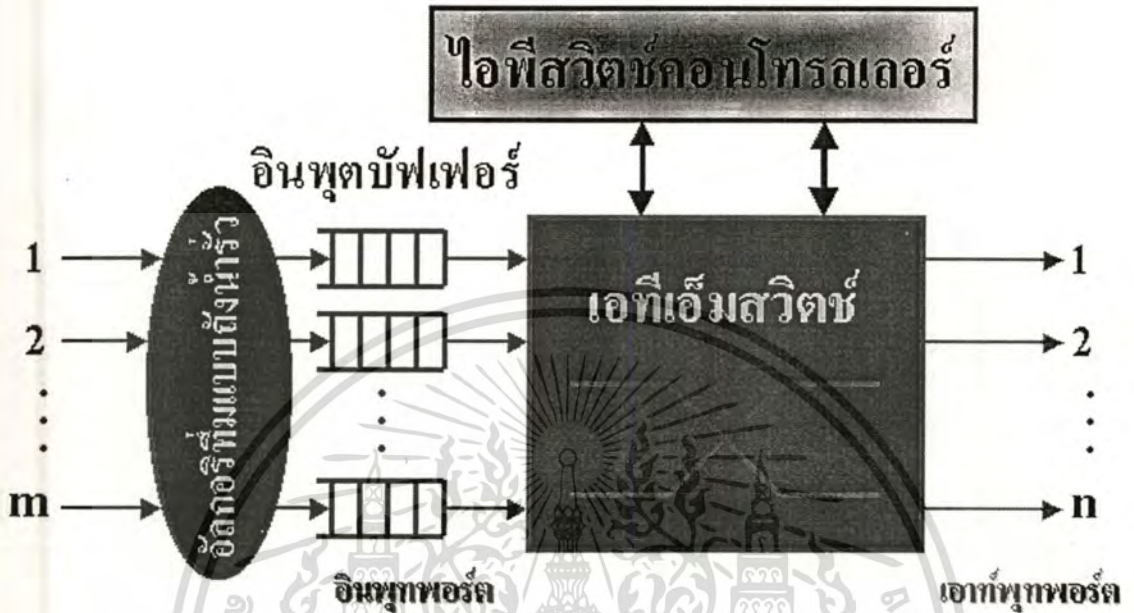 ไอพีสวิตช์คอนโทรลเลอร์
อินพุตบัฟเฟอร์
อัลกอริทึมแบบถังน้ำรั่ว
เอทีเอ็มสวิตช์
1
1
2
2
m
n
อินพุทพอร์ต
เอาท์พุทพอร์ต